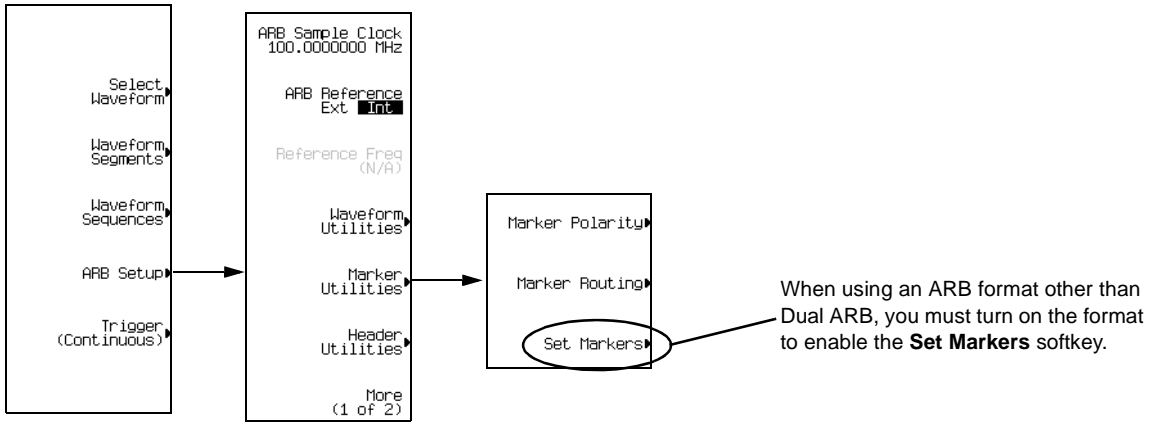 Select
Waveform
Waveform
Segments
Waveform
Sequences
ARB Setup
Trigger
(Continuous)
ARB Sample Clock
100.0000000 MHz
ARB Reference
Ext Int
Reference Freq
(N/A)
Waveform
Utilities
Marker
Utilities
Header
Utilities
More
(1 of 2)
Marker Polarity
Marker Routing
Set Markers
When using an ARB format other than
Dual ARB, you must turn on the format
to enable the Set Markers softkey.